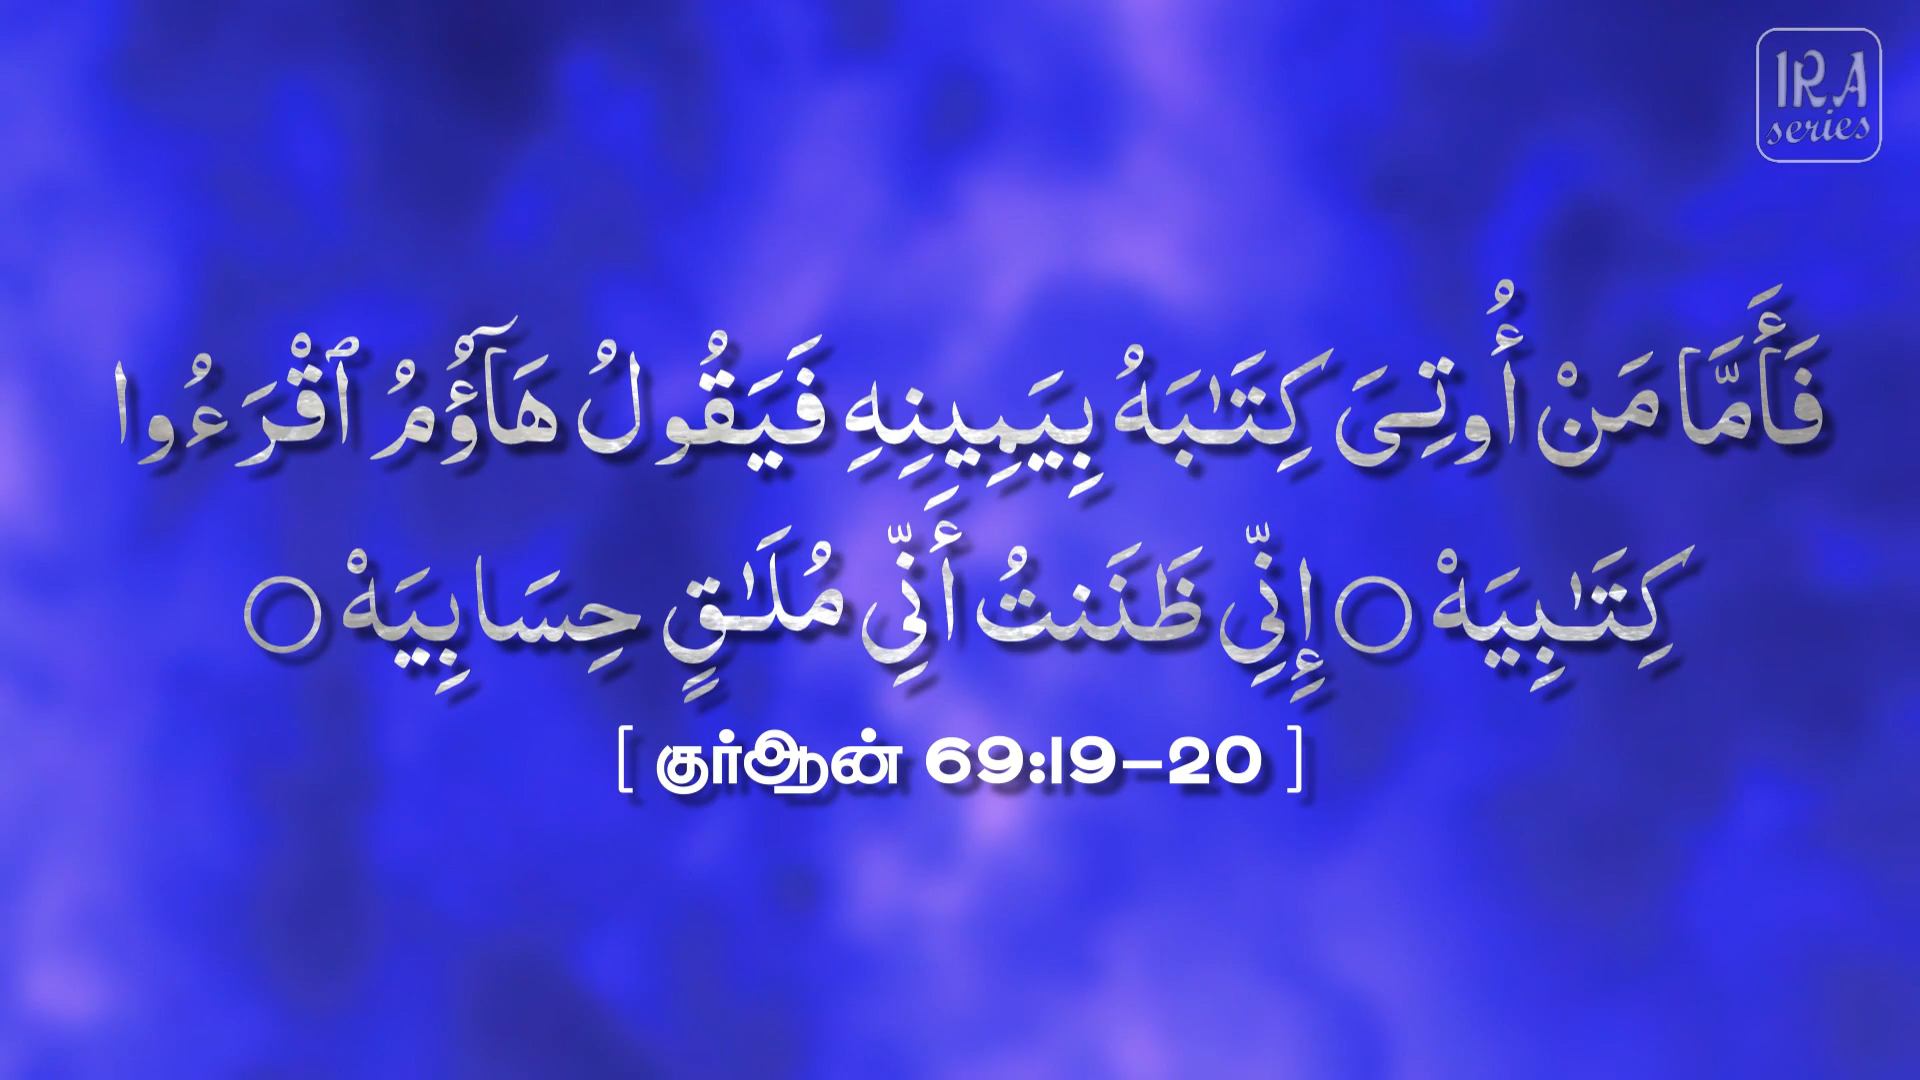 IRA
series
فَأَمَّا مَنْ أُوتِىَ كِتَـٰبَهُ بِيَمِينِهِ فَيَقُولُ هَآؤُمُ ٱقْرَءُوا
كِتَـٰبِيَهْ ○ إِنِّى ظَنَنتُ أَنِّى مُلَـٰقٍ حِسَابِيَهْ ○
[ குர்ஆன் 69:19–20 ]